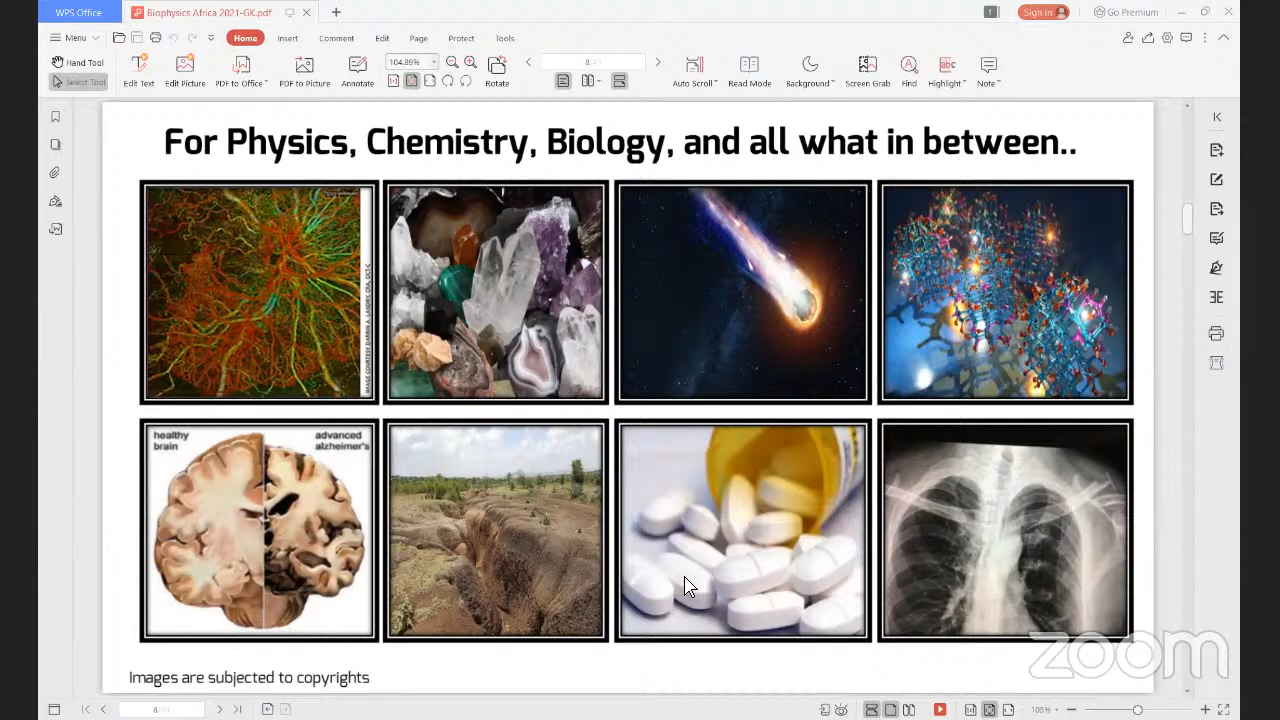 WPS Office
Biophysics Africa 2021-GK.pdf
1
Sign in
Go Premium
Menu
Home
Insert
Comment
Edit
Page
Protect
Tools
Hand Tool
Select Tool
Edit Text
Edit Picture
PDF to Office
PDF to Picture
Annotate
104.89%
Rotate
Auto Scroll
Read Mode
Background
Screen Grab
Find
Highlight
Note
For Physics, Chemistry, Biology, and all what in between..
healthy
brain
advanced
alzheimer's
Images are subjected to copyrights
zoom
105%